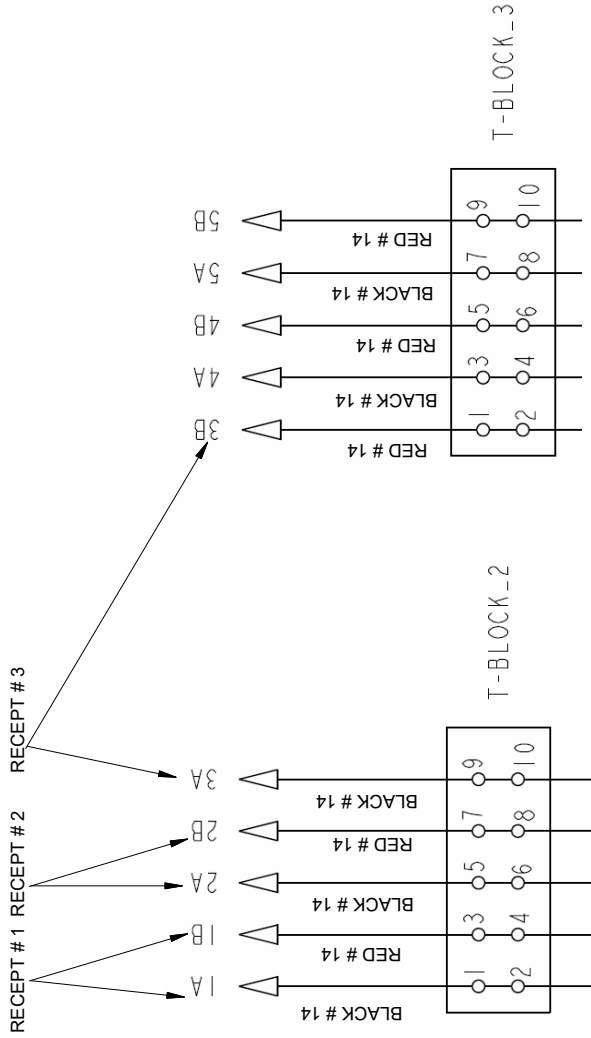 RECEPT # 1
RECEPT # 2
RECEPT # 3
1A
1B
2A
2B
3A
3B
4A
4B
5A
5B
BLACK # 14
RED # 14
BLACK # 14
RED # 14
BLACK # 14
RED # 14
BLACK # 14
RED # 14
BLACK # 14
RED # 14
1
3
5
7
9
2
4
6
8
10
T-BLOCK_2
1
3
5
7
9
2
4
6
8
10
T-BLOCK_3